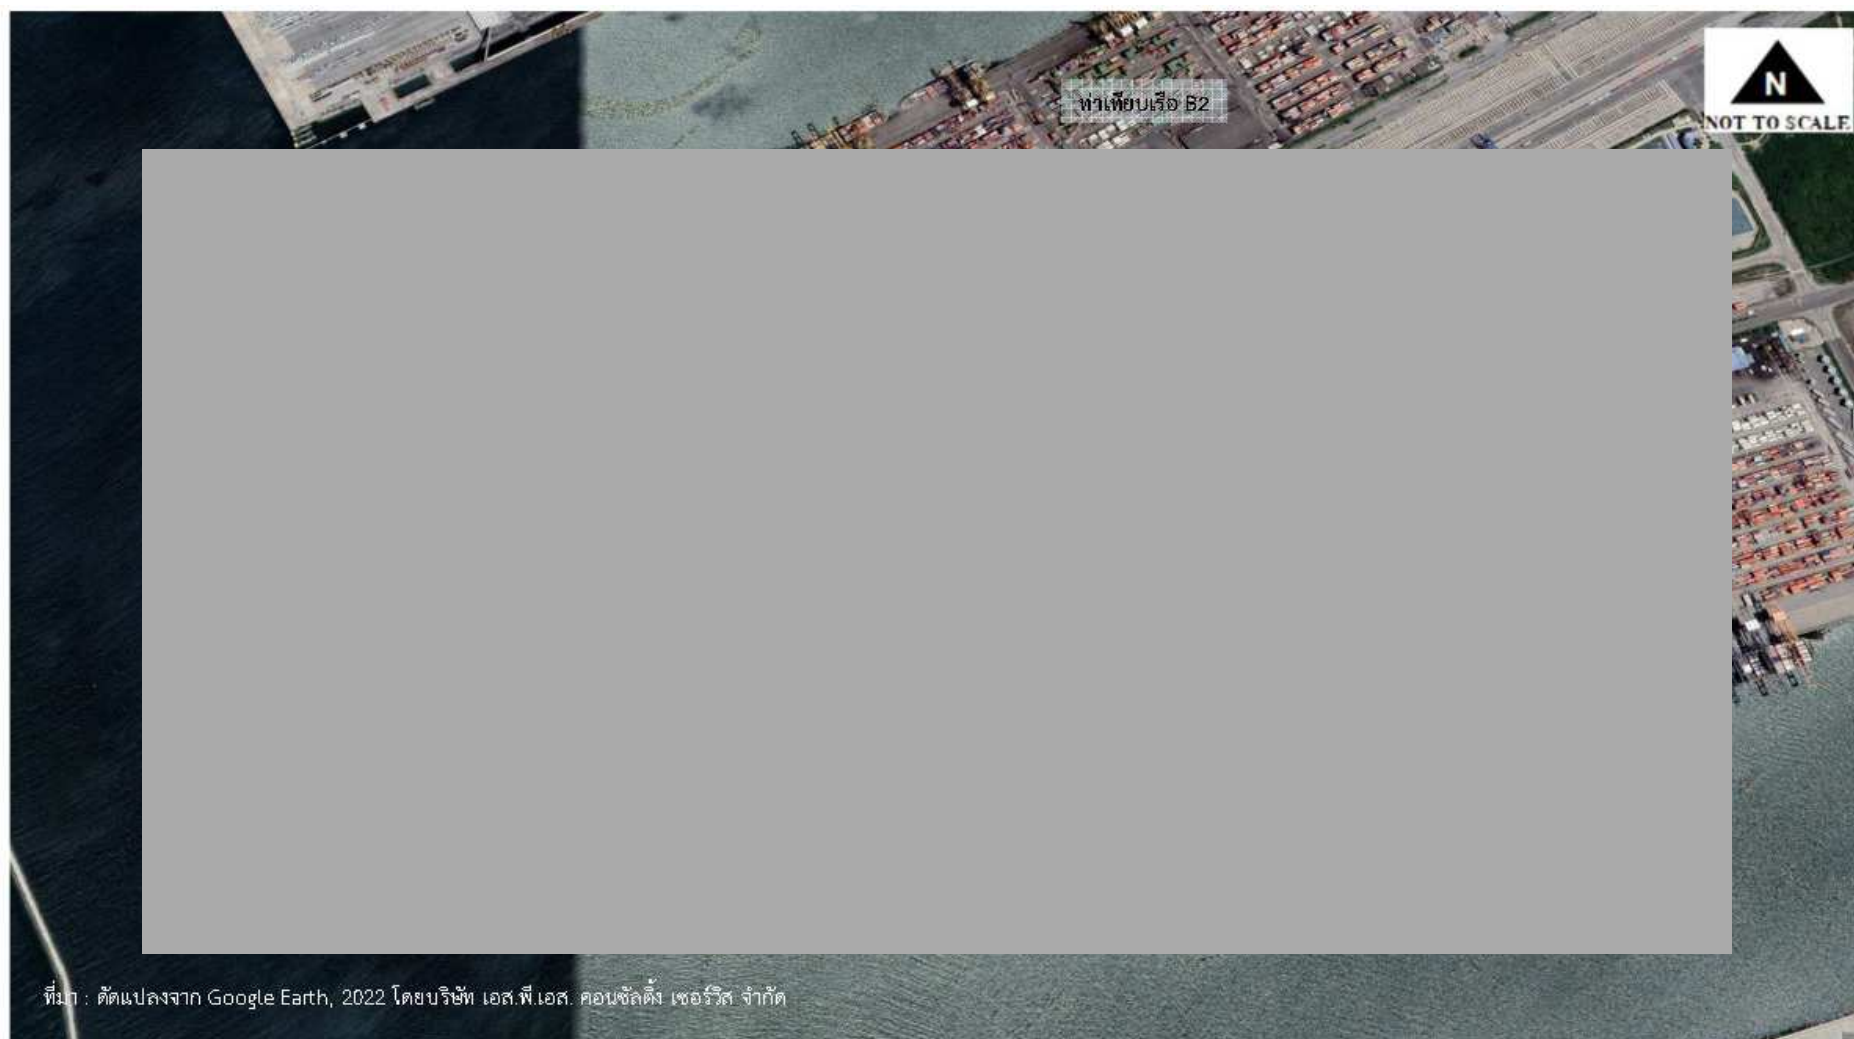 ท่าเทียบเรือ B2
N
NOT TO SCALE
ที่มา : ดัดแปลงจาก Google Earth, 2022 โดยบริษัท เอส.พี.เอส. คอนซัลติ้ง เซอร์วิส จำกัด